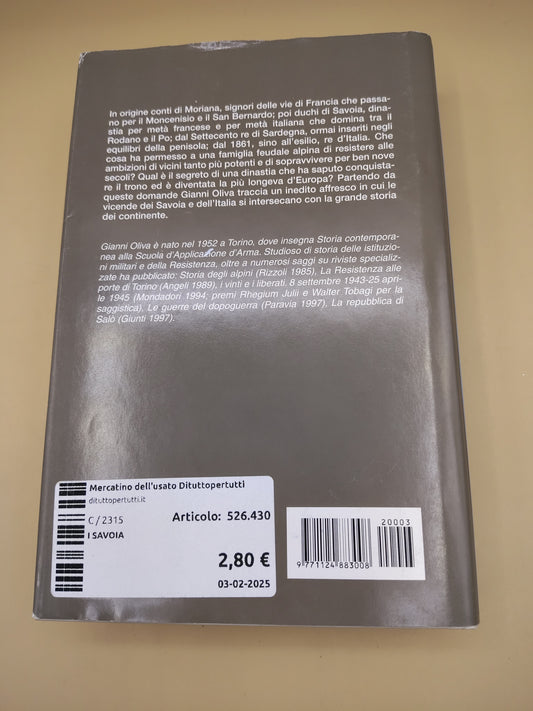 In origine conti di Moriana, signori delle vie di Francia che passa-
no per il Moncenisio e il San Bernardo; poi duchi di Savoia, dina-
stia per metà francese e per metà italiana che domina tra il
Rodano e il Po; dal Settecento re di Sardegna, ormai inseriti negli
equilibri della penisola; dal 1861, sino all'esilio, re d'Italia. Che
cosa ha permesso a una famiglia feudale alpina di resistere alle
ambizioni di vicini tanto più potenti e di sopravvivere per ben nove
secoli? Qual è il segreto di una dinastia che ha saputo conquista-
re il trono ed è diventata la più longeva d'Europa? Partendo da
queste domande Gianni Oliva traccia un inedito affresco in cui le
vicende dei Savoia e dell'Italia si intersecano con la grande storia
dei continente.
Gianni Oliva è nato nel 1952 a Torino, dove insegna Storia contempora-
nea alla Scuola d'Applicazione d'Arma. Studioso di storia delle istituzio-
ni militari e della Resistenza, oltre a numerosi saggi su riviste specializ-
zate ha pubblicato: Storia degli alpini (Rizzoli 1985), La Resistenza alle
porte di Torino (Angeli 1989), i vinti e i liberati. 8 settembre 1943-25 apri-
le 1945 (Mondadori 1994; premi Rhegium Julii e Walter Tobagi per la
saggistica), Le guerre del dopoguerra (Paravia 1997), La repubblica di
Salò (Giunti 1997).
Mercatino dell'usato Dituttopertutti
dituttopertutti.it
C / 2315
Articolo: 526.430
I SAVOIA
2,80 €
03-02-2025
20003
9 771124 883008